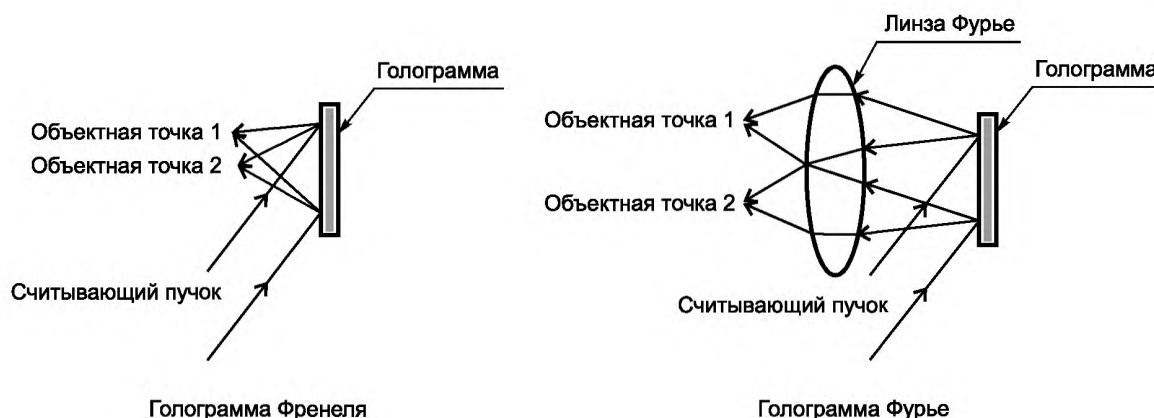 Голограмма
Объектная точка 1
Объектная точка 2
Считывающий пучок
Голограмма Френеля
Линза Фурье
Голограмма
Объектная точка 1
Объектная точка 2
Считывающий пучок
Голограмма Фурье